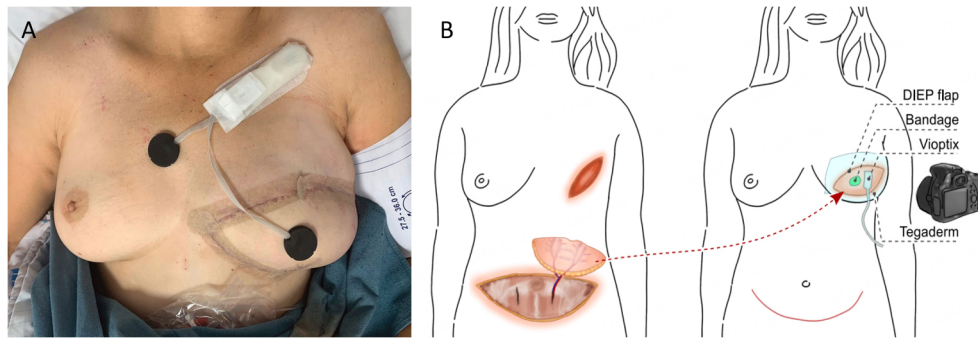 A
B
DIEP flap
Bandage
Vioptix
Tegaderm
27.5 - 36.0 cm